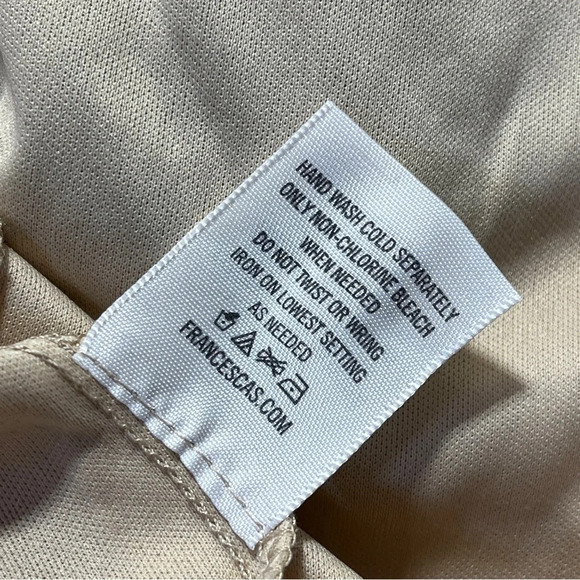 HAND WASH COLD SEPARATELY
ONLY NON-CHLORINE BLEACH
WHEN NEEDED
DO NOT TWIST OR WRING
IRON ON LOWEST SETTING
AS NEEDED
FRANCESCAS.COM